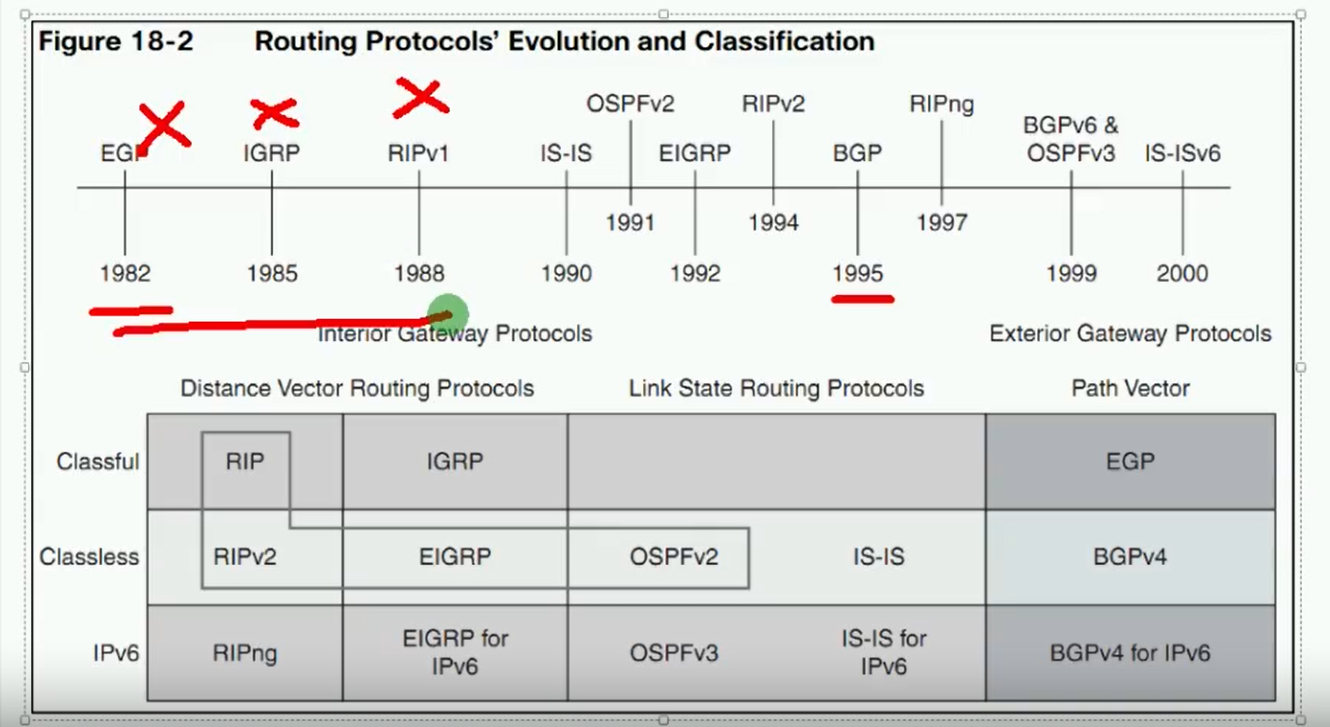 Figure 18-2 Routing Protocols' Evolution and Classification
OSPFv2 RIPv2 RIPng
BGPv6 &
EGP IGRP RIPv1 IS-IS EIGRP BGP OSPFv3 IS-ISv6
1991 1994 1997
1982 1985 1988 1990 1992 1995 1999 2000
Interior Gateway Protocols Exterior Gateway Protocols
Distance Vector Routing Protocols Link State Routing Protocols Path Vector
Classful RIP IGRP EGP
Classless RIPv2 EIGRP OSPFv2 IS-IS BGPv4
IPv6 RIPng EIGRP for IPv6 OSPFv3 IS-IS for IPv6 BGPv4 for IPv6